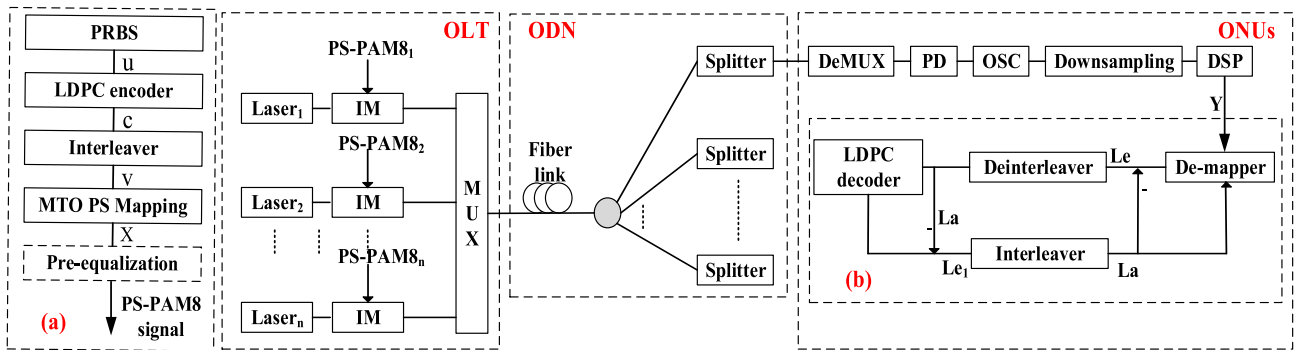 PRBS
u
LDPC encoder
c
Interleaver
v
MTO PS Mapping
X
Pre-equalization
PS-PAM8
signal
(a)
OLT
PS-PAM8₁
Laser₁
IM
PS-PAM8₂
Laser₂
IM
PS-PAM8ₙ
Laserₙ
IM
M
U
X
ODN
Fiber
link
Splitter
Splitter
Splitter
ONUs
DeMUX
PD
OSC
Downsampling
DSP
Y
LDPC
decoder
Deinterleaver
Le
De-mapper
-
La
-
Le₁
Interleaver
La
(b)